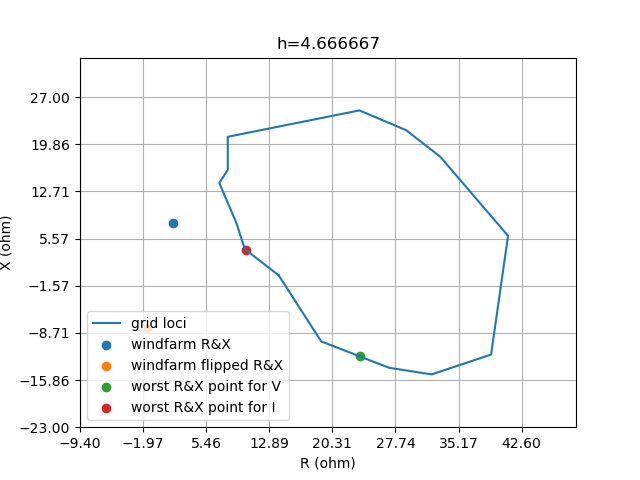 h=4.666667
27.00
19.86
12.71
5.57
−1.57
−8.71
−15.86
−23.00
X (ohm)
grid loci
windfarm R&X
windfarm flipped R&X
worst R&X point for V
worst R&X point for I
−9.40 −1.97 5.46 12.89 20.31 27.74 35.17 42.60
R (ohm)